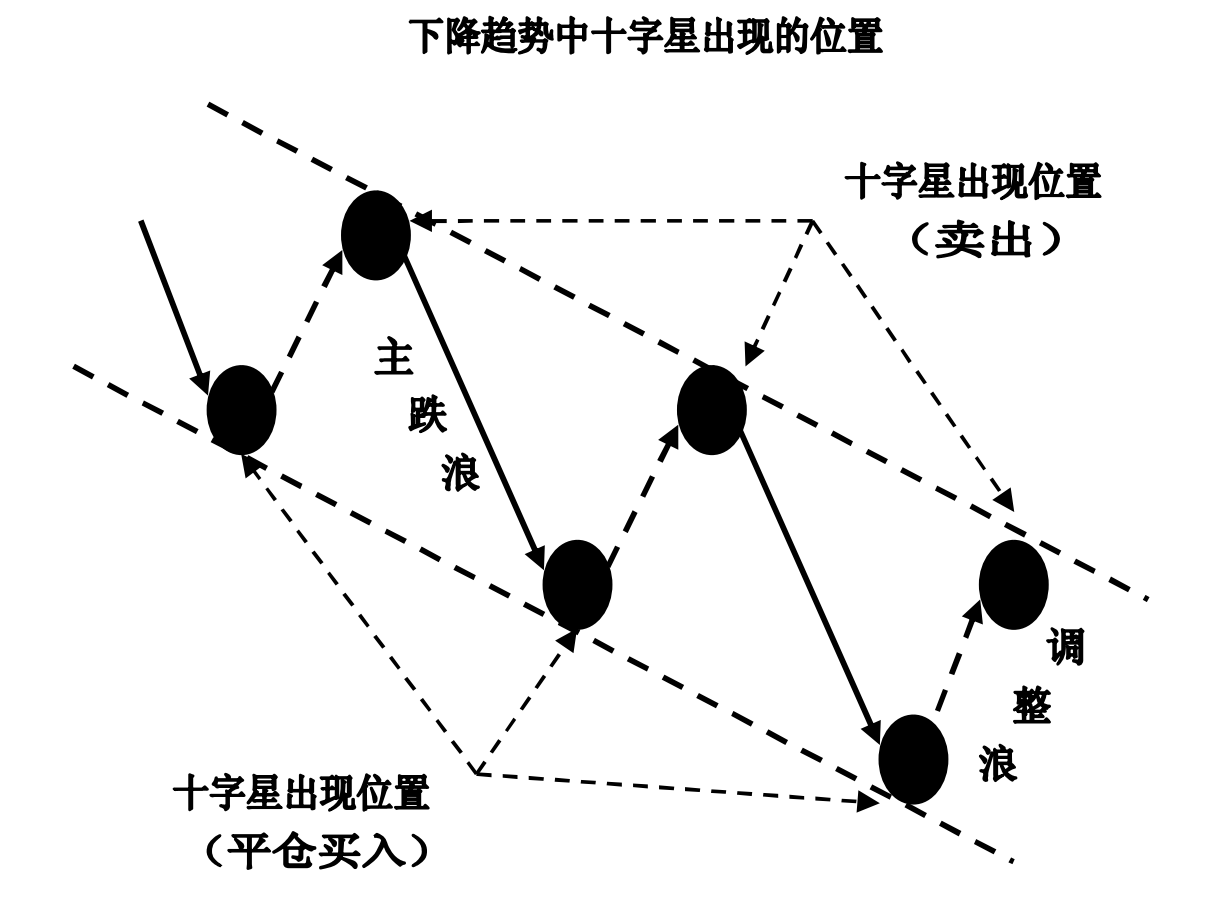 下降趋势中十字星出现的位置
十字星出现位置
（卖出）
主
跌
浪
调
整
浪
十字星出现位置
（平仓买入）